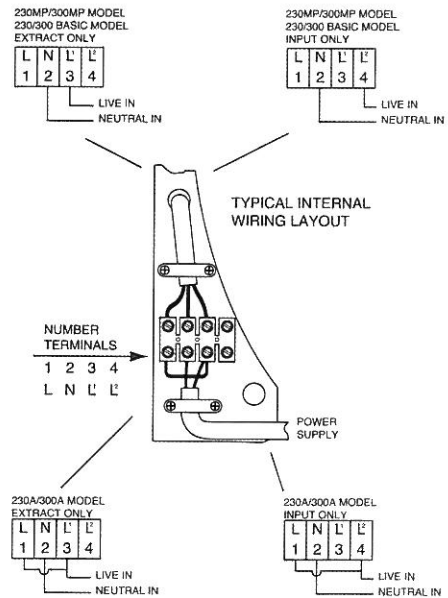 230MP/300MP MODEL
230/300 BASIC MODEL
EXTRACT ONLY
L N L¹ L²
1 2 3 4
LIVE IN
NEUTRAL IN
230MP/300MP MODEL
230/300 BASIC MODEL
INPUT ONLY
L N L¹ L²
1 2 3 4
LIVE IN
NEUTRAL IN
TYPICAL INTERNAL
WIRING LAYOUT
NUMBER
TERMINALS
1 2 3 4
L N L¹ L²
POWER
SUPPLY
230A/300A MODEL
EXTRACT ONLY
L N L¹ L²
1 2 3 4
LIVE IN
NEUTRAL IN
230A/300A MODEL
INPUT ONLY
L N L¹ L²
1 2 3 4
LIVE IN
NEUTRAL IN